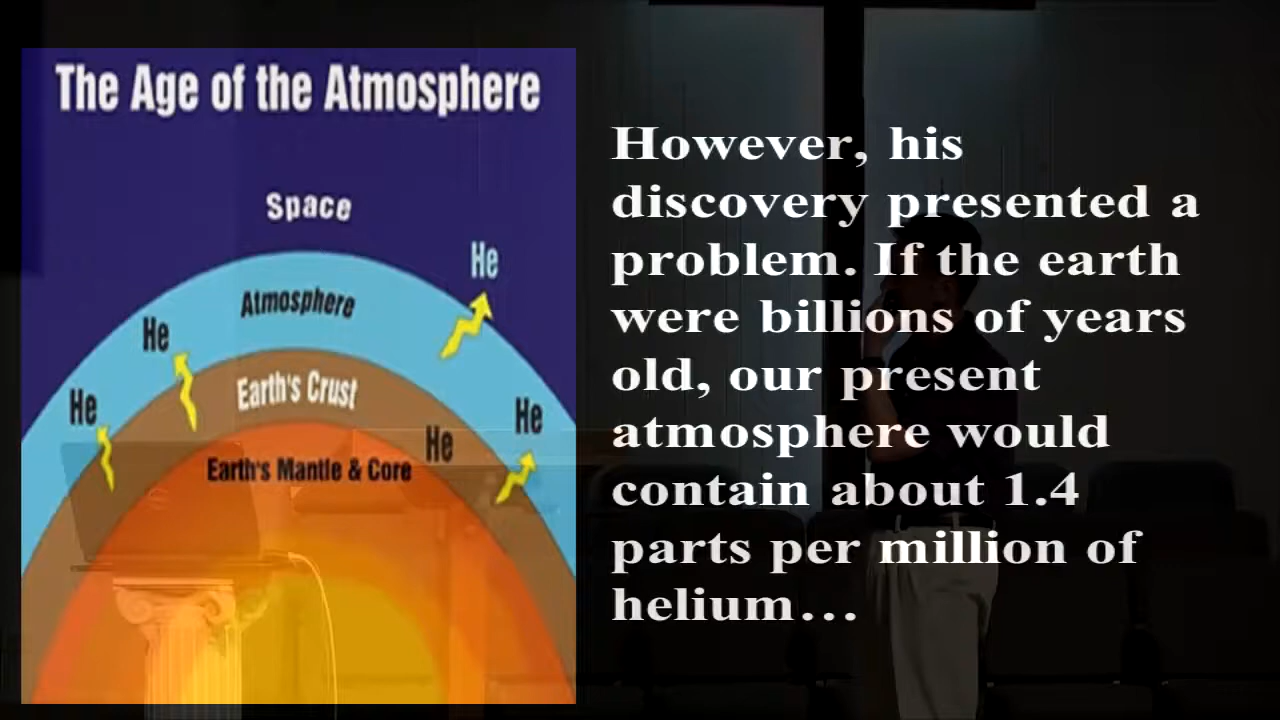 The Age of the Atmosphere
Space
He
Atmosphere
He
Earth's Crust
He
He
He
Earth's Mantle & Core
However, his
discovery presented a
problem. If the earth
were billions of years
old, our present
atmosphere would
contain about 1.4
parts per million of
helium…